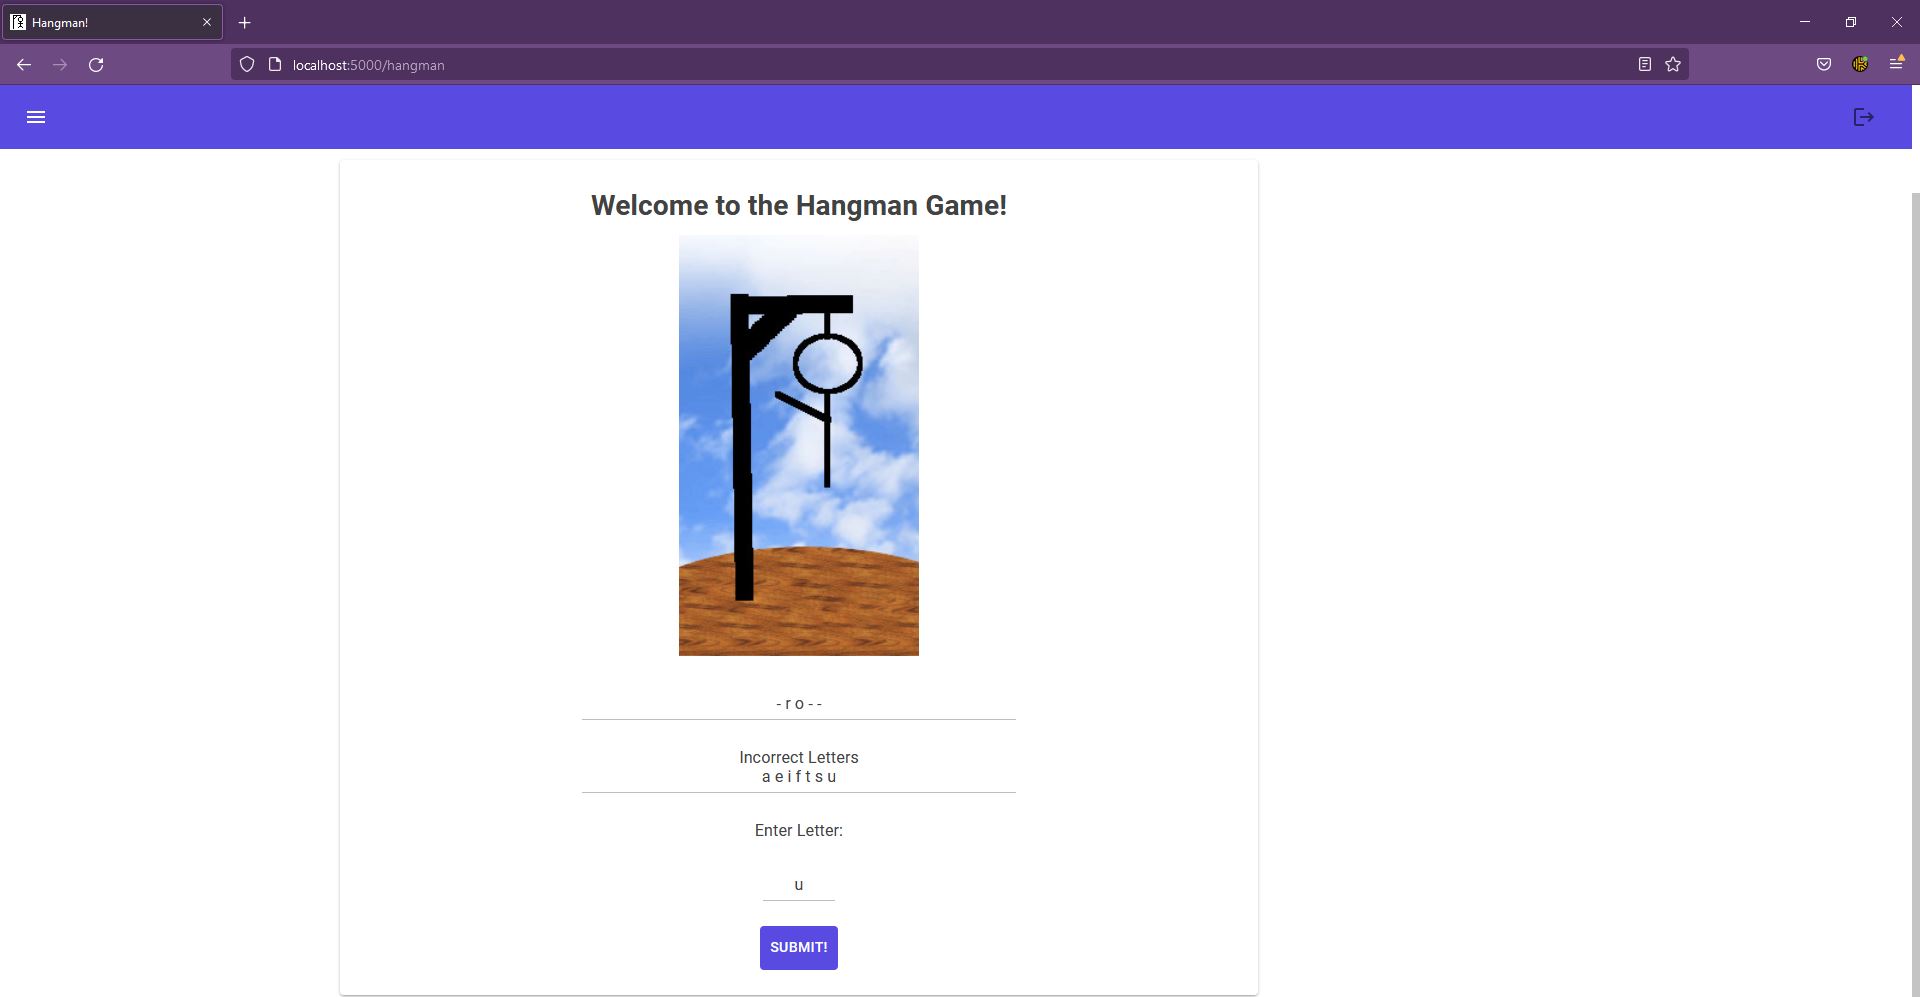 Hangman!
localhost:5000/hangman
Welcome to the Hangman Game!
- r o - -
Incorrect Letters
a e i f t s u
Enter Letter:
u
SUBMIT!